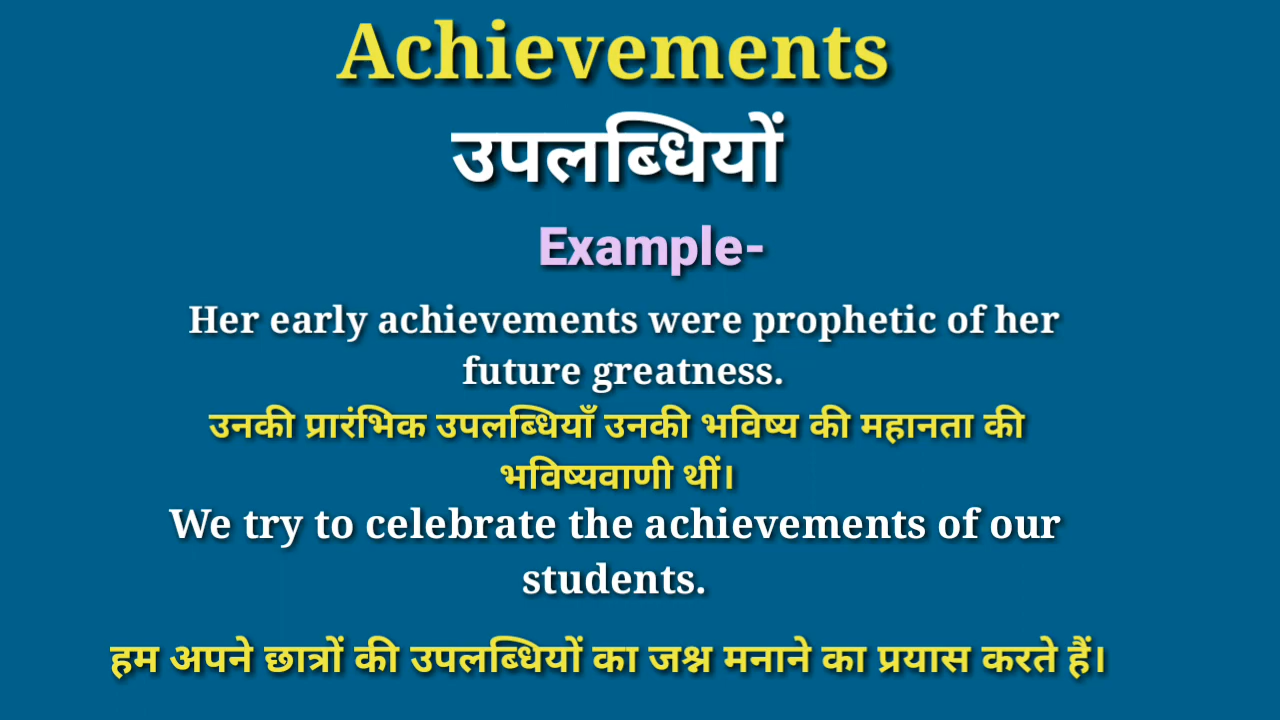 Achievements
उपलब्धियों
Example-
Her early achievements were prophetic of her
future greatness.
उनकी प्रारंभिक उपलब्धियाँ उनकी भविष्य की महानता की
भविष्यवाणी थीं।
We try to celebrate the achievements of our
students.
हम अपने छात्रों की उपलब्धियों का जश्न मनाने का प्रयास करते हैं।